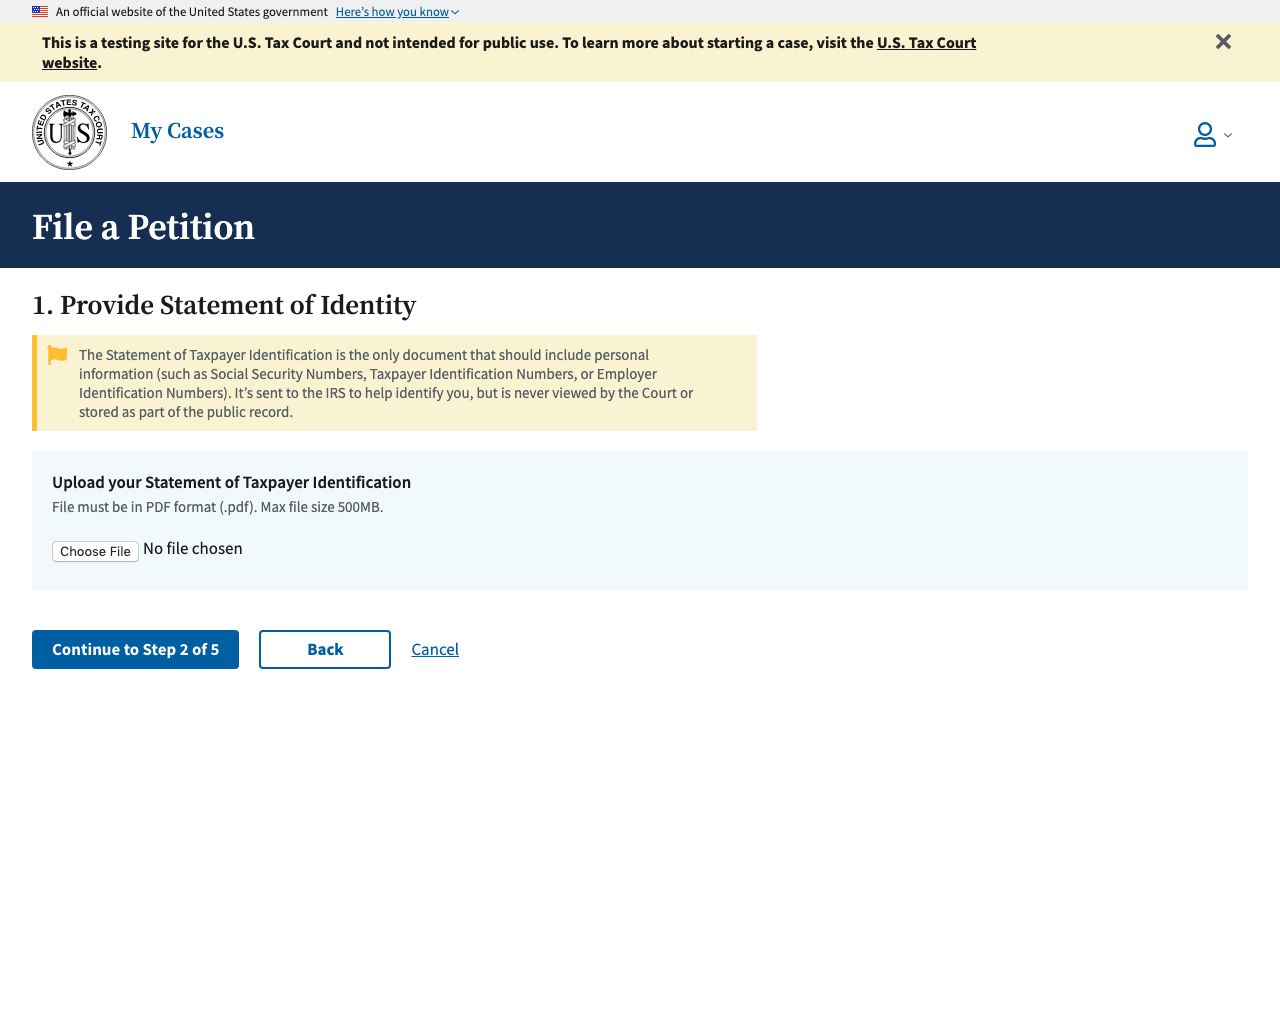 An official website of the United States government Here’s how you know
This is a testing site for the U.S. Tax Court and not intended for public use. To learn more about starting a case, visit the U.S. Tax Court
website.
UNITED STATES TAX COURT
US
My Cases
File a Petition
1. Provide Statement of Identity
The Statement of Taxpayer Identification is the only document that should include personal
information (such as Social Security Numbers, Taxpayer Identification Numbers, or Employer
Identification Numbers). It’s sent to the IRS to help identify you, but is never viewed by the Court or
stored as part of the public record.
Upload your Statement of Taxpayer Identification
File must be in PDF format (.pdf). Max file size 500MB.
Choose File No file chosen
Continue to Step 2 of 5 Back Cancel